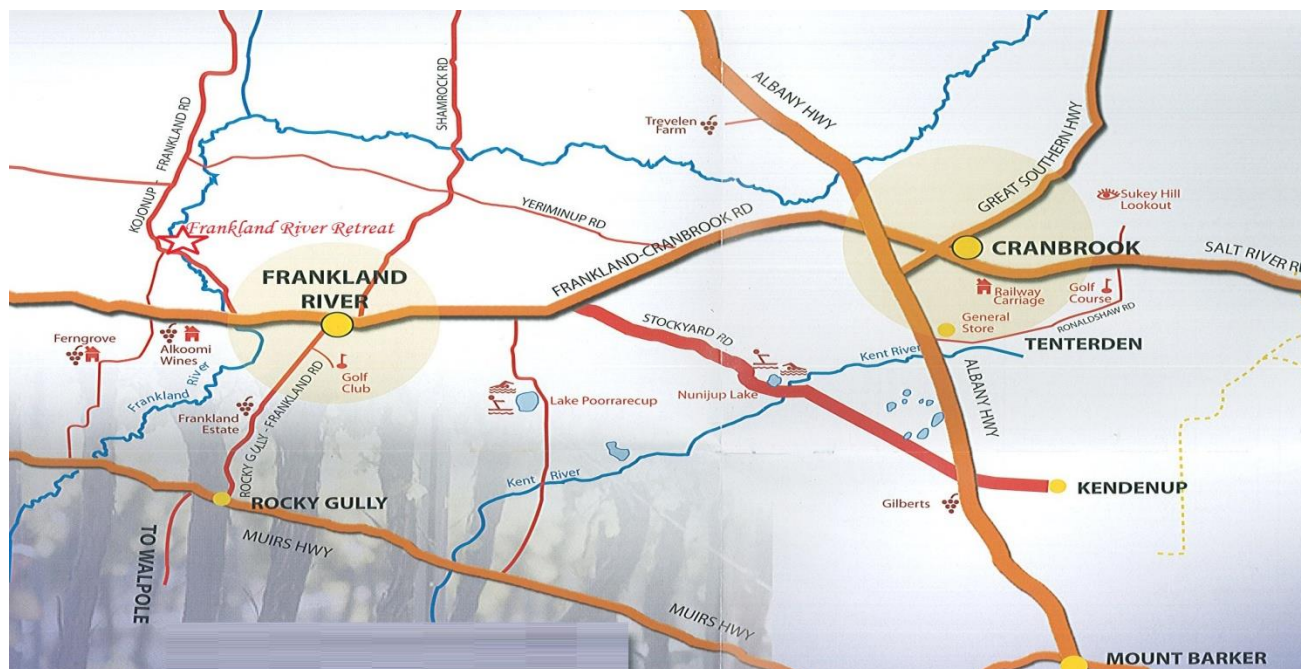 KOJONUP - FRANKLAND RD
SHAMROCK RD
ALBANY HWY
Trevelen
Farm
GREAT SOUTHERN HWY
Sukey Hill
Lookout
YERIMINUP RD
Frankland River Retreat
FRANKLAND-CRANBROOK RD
CRANBROOK
SALT RIVER R
FRANKLAND
RIVER
Railway
Carriage
Golf
Course
General
Store
RONALDSHAW RD
TENTERDEN
STOCKYARD RD
Kent River
Ferngrove
Alkoomi
Wines
Golf
Club
Frankland River
Frankland
Estate
ROCKY GULLY - FRANKLAND RD
Lake Poorrarecup
Nunijup Lake
ALBANY HWY
Kent River
KENDENUP
Gilberts
ROCKY GULLY
MUIRS HWY
TO WALPOLE
MUIRS HWY
MOUNT BARKER